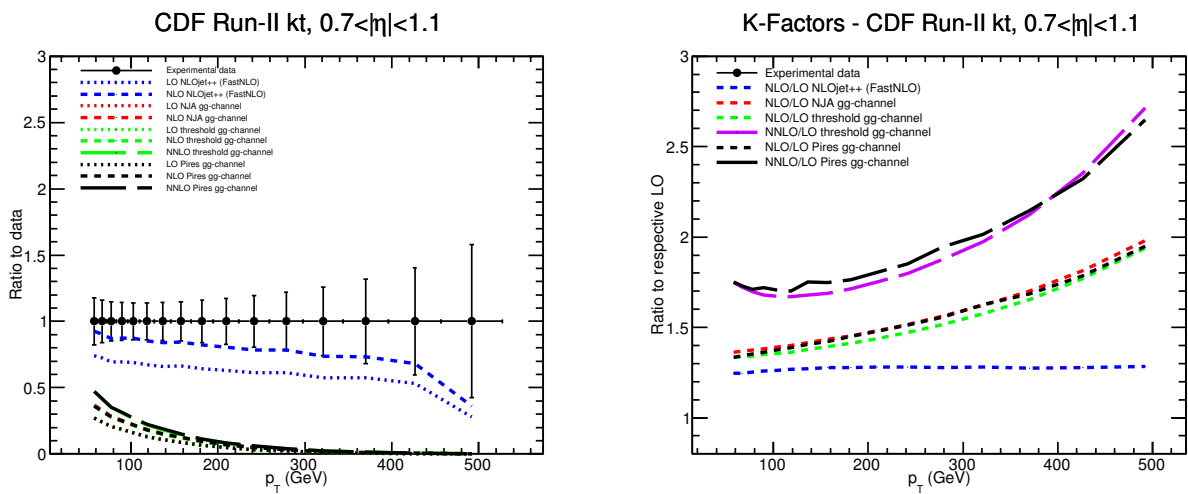 CDF Run-II kt, 0.7<|η|<1.1
Ratio to data
3
2.5
2
1.5
1
0.5
0
Experimental data
LO NLOjet++ (FastNLO)
NLO NLOjet++ (FastNLO)
LO NJA gg-channel
NLO NJA gg-channel
LO threshold gg-channel
NLO threshold gg-channel
NNLO threshold gg-channel
LO Pires gg-channel
NLO Pires gg-channel
NNLO Pires gg-channel
100 200 300 400 500
p_T (GeV)
K-Factors - CDF Run-II kt, 0.7<|η|<1.1
Ratio to respective LO
3
2.5
2
1.5
1
Experimental data
NLO/LO NLOjet++ (FastNLO)
NLO/LO NJA gg-channel
NLO/LO threshold gg-channel
NNLO/LO threshold gg-channel
NLO/LO Pires gg-channel
NNLO/LO Pires gg-channel
100 200 300 400 500
p_T (GeV)